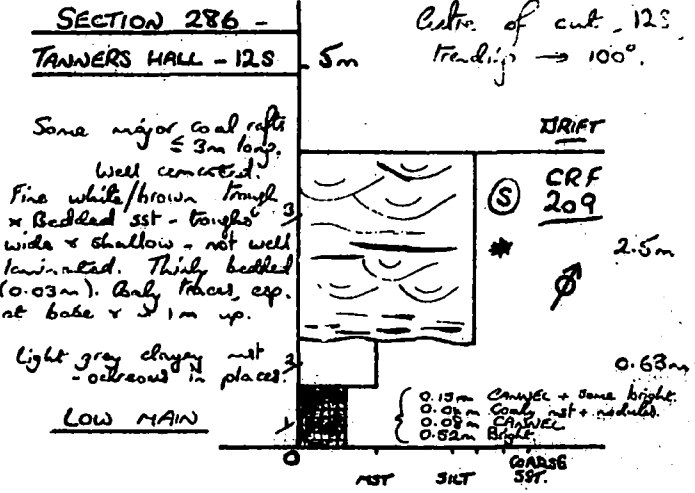 SECTION 286 -
TANNERS HALL - 12S
5m
Centre of cut - 12S
trending → 100°.
DRIFT
Some major coal rafts
≤ 3m long.
Well cemented.
Fine white/brown trough
x Bedded sst - troughs
wide & shallow - not well
laminated. Thinly bedded
(0.03m). Coaly traces, esp.
at base & 1m up.
3
S
CRF
209
*
2.5m
Light grey clayey mst
- ochreous in places.
2
0.63m
LOW MAIN
1
0.15m CANNEL + some bright.
Coaly mst + nodules.
0.08m CANNEL
0.52m Bright.
0
MST
SILT
COARSE
SST.